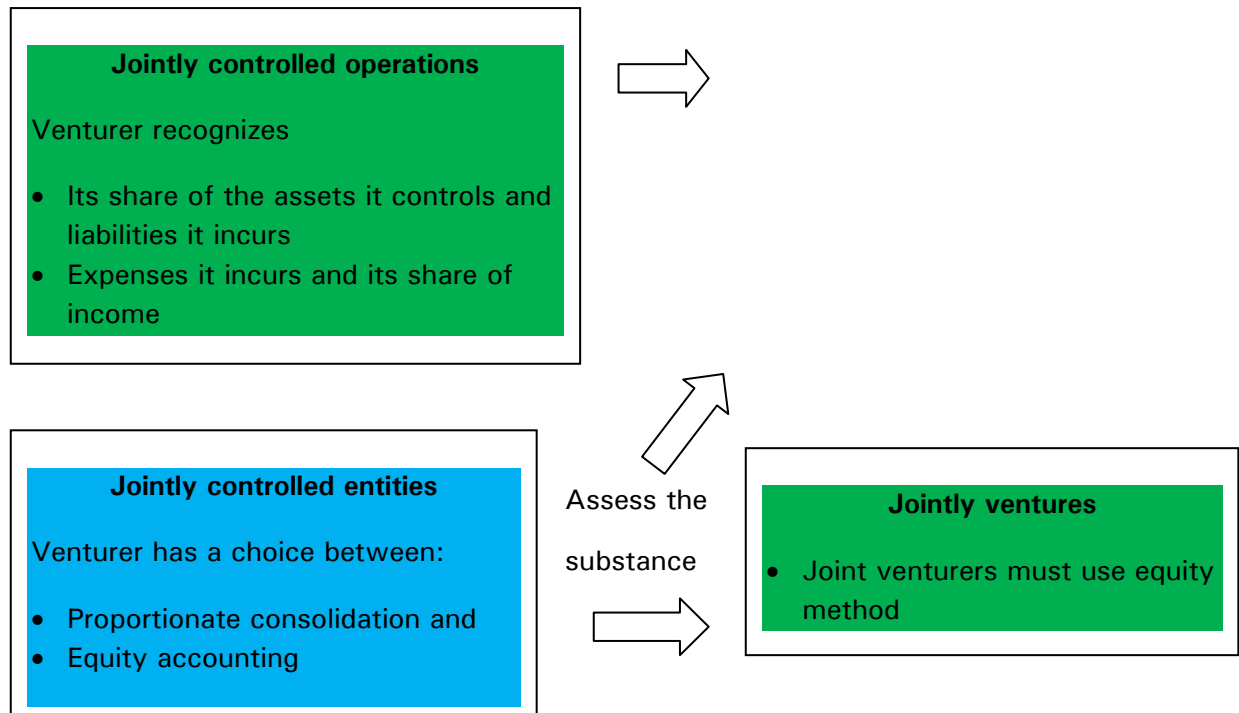 Jointly controlled operations
Venturer recognizes
• Its share of the assets it controls and
liabilities it incurs
• Expenses it incurs and its share of
income
Jointly controlled entities
Venturer has a choice between:
• Proportionate consolidation and
• Equity accounting
Assess the
substance
Jointly ventures
• Joint venturers must use equity
method